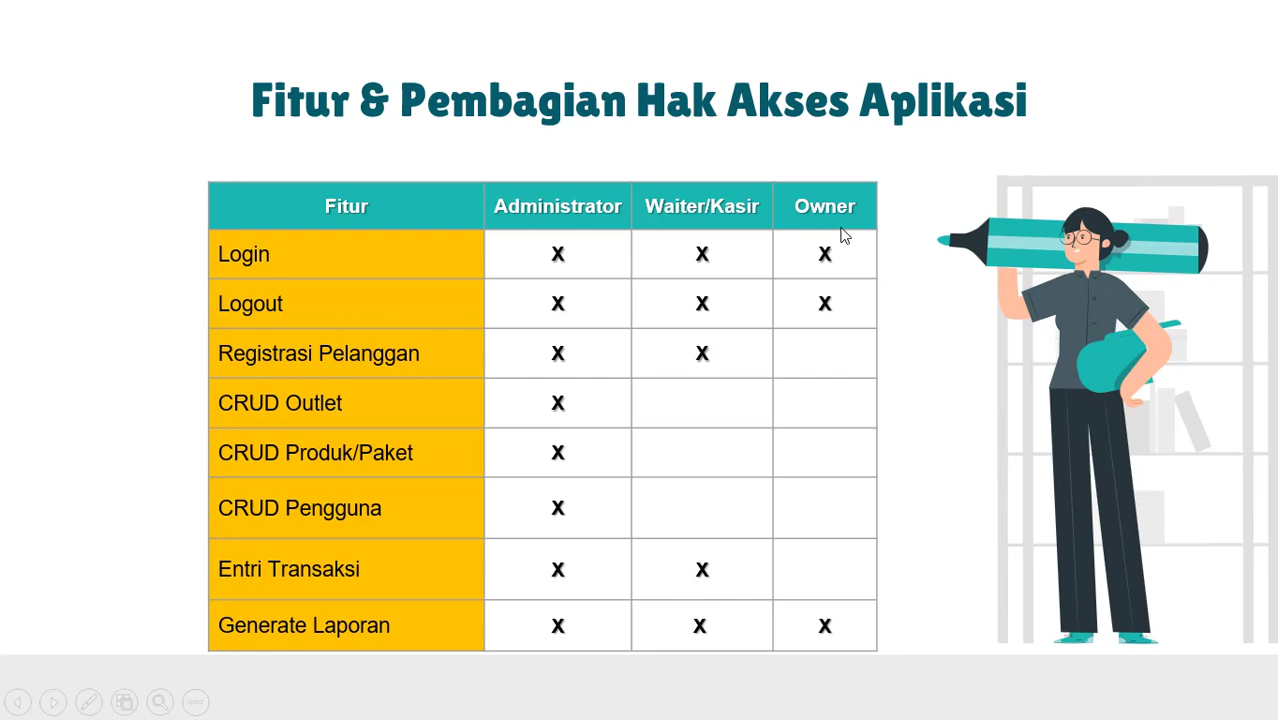 Fitur & Pembagian Hak Akses Aplikasi
Fitur Administrator Waiter/Kasir Owner
Login X X X
Logout X X X
Registrasi Pelanggan X X
CRUD Outlet X
CRUD Produk/Paket X
CRUD Pengguna X
Entri Transaksi X X
Generate Laporan X X X